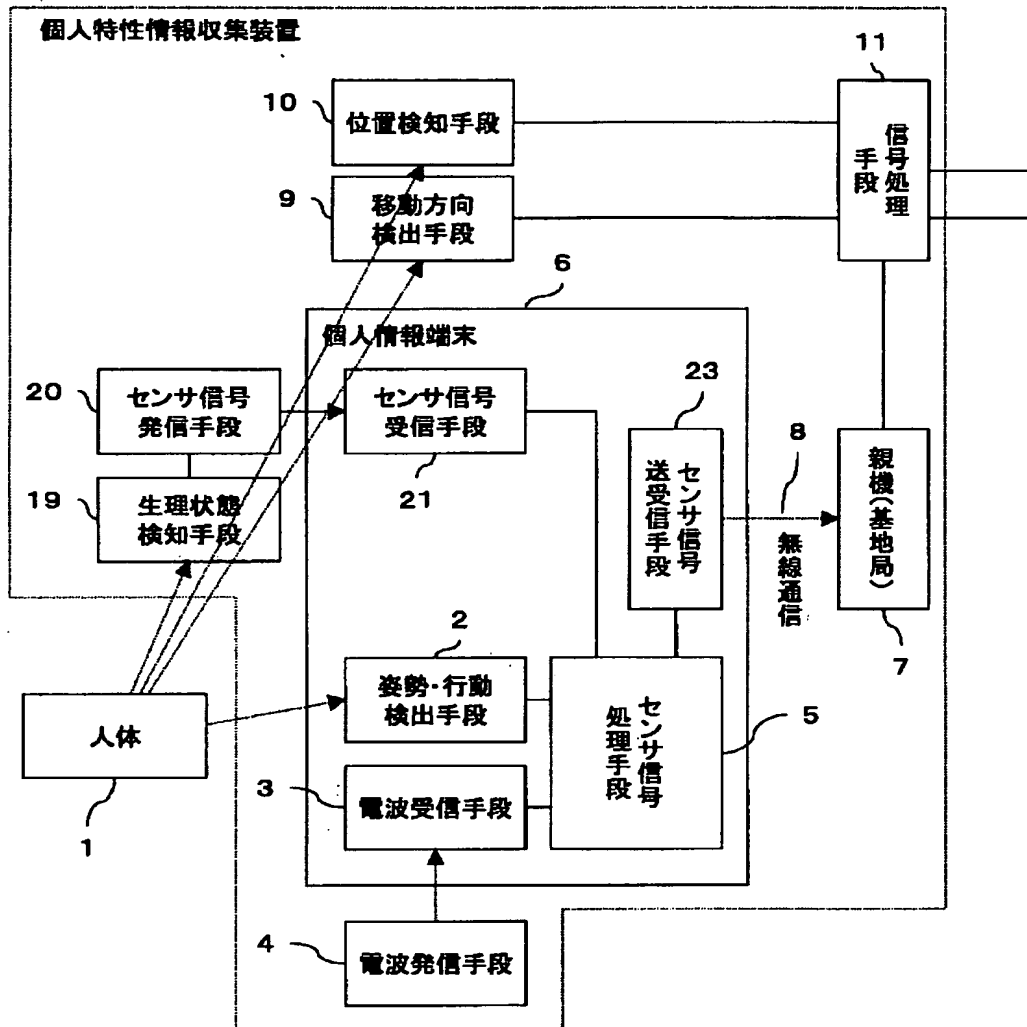 個人特性情報収集装置
11
信号処理
手段
10
位置検知手段
9
移動方向
検出手段
6
個人情報端末
20
センサ信号
発信手段
センサ信号
受信手段
21
23
センサ信号
送受信手段
8
無線通信
親機(基地局)
7
19
生理状態
検知手段
2
姿勢・行動
検出手段
センサ信号
処理手段
5
人体
1
3
電波受信手段
4
電波発信手段